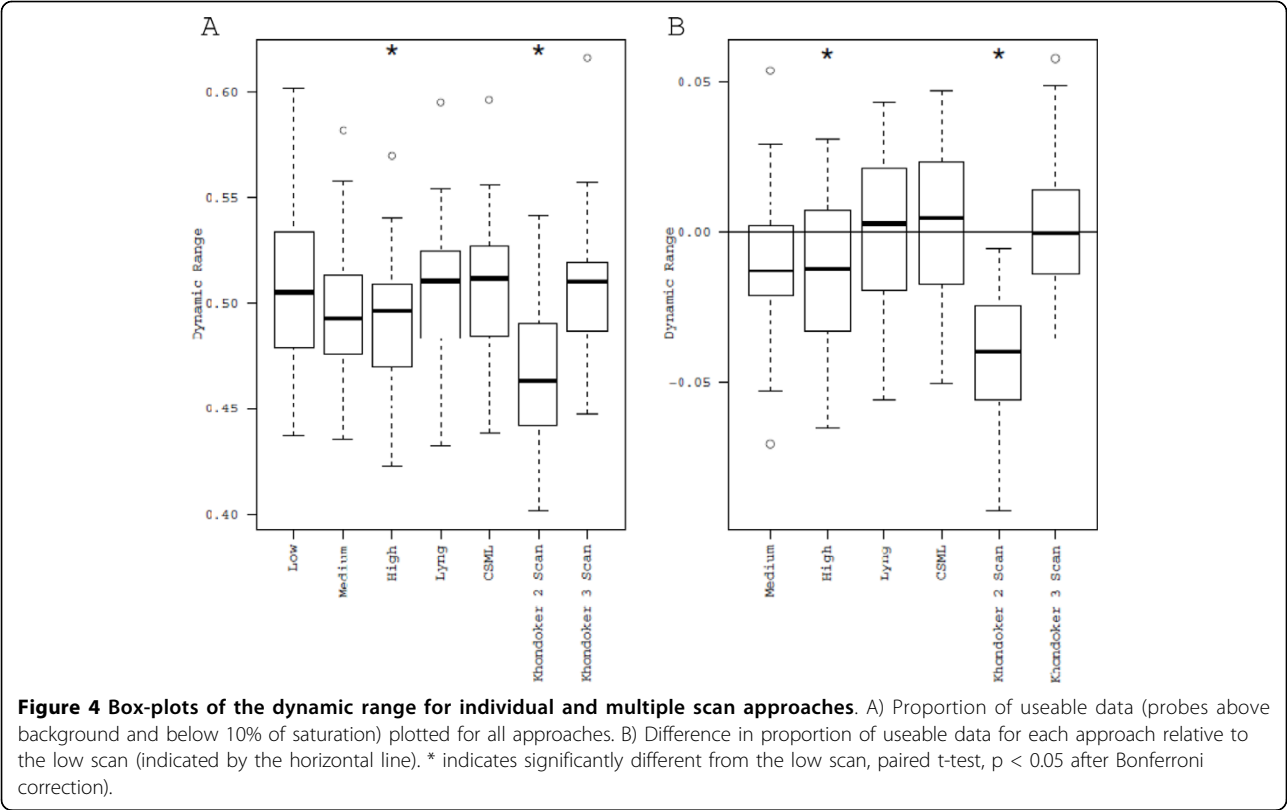 A
B
*
*
*
*
0.60
0.55
0.50
0.45
0.40
Dynamic Range
Low
Medium
High
Lyng
CSML
Khondoker 2 Scan
Khondoker 3 Scan
0.05
0.00
-0.05
Dynamic Range
Medium
High
Lyng
CSML
Khondoker 2 Scan
Khondoker 3 Scan
Figure 4 Box-plots of the dynamic range for individual and multiple scan approaches. A) Proportion of useable data (probes above
background and below 10% of saturation) plotted for all approaches. B) Difference in proportion of useable data for each approach relative to
the low scan (indicated by the horizontal line). * indicates significantly different from the low scan, paired t-test, p < 0.05 after Bonferroni
correction).